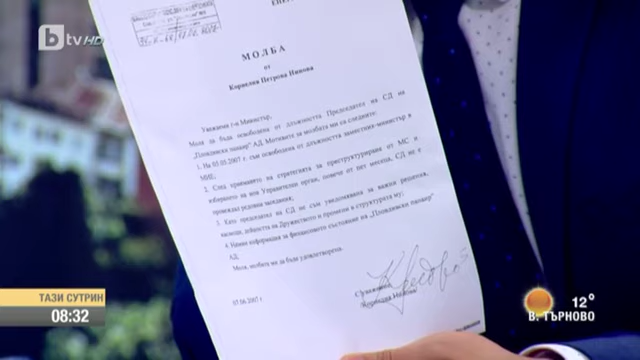 bTV HD
МОЛБА
от
Корнелия Петрова Нинова
Уважаеми г-н Министър,
Моля да бъда освободена от длъжността Председател на СД на
„Пловдивски панаир" АД. Мотивите за молбата ми са следните:
1. На 03.05.2007 г. съм освободена от длъжността заместник-министър в
МИЕ;
2. След приемането на стратегията за преструктуриране от МС и
избирането на нов Управителен орган, повече от пет месеца, СД не е
провеждал редовни заседания;
3. Като председател на СД не съм уведомявана за важни решения,
касаещи дейността на Дружеството и промени в структурата му;
4. Нямам информация за финансовото състояние на „Пловдивски панаир"
АД.
Моля, молбата ми да бъде удовлетворена.
07.06.2007 г.
С уважение:
Корнелия Нинова
ТАЗИ СУТРИН
08:32
12°
В. ТЪРНОВО